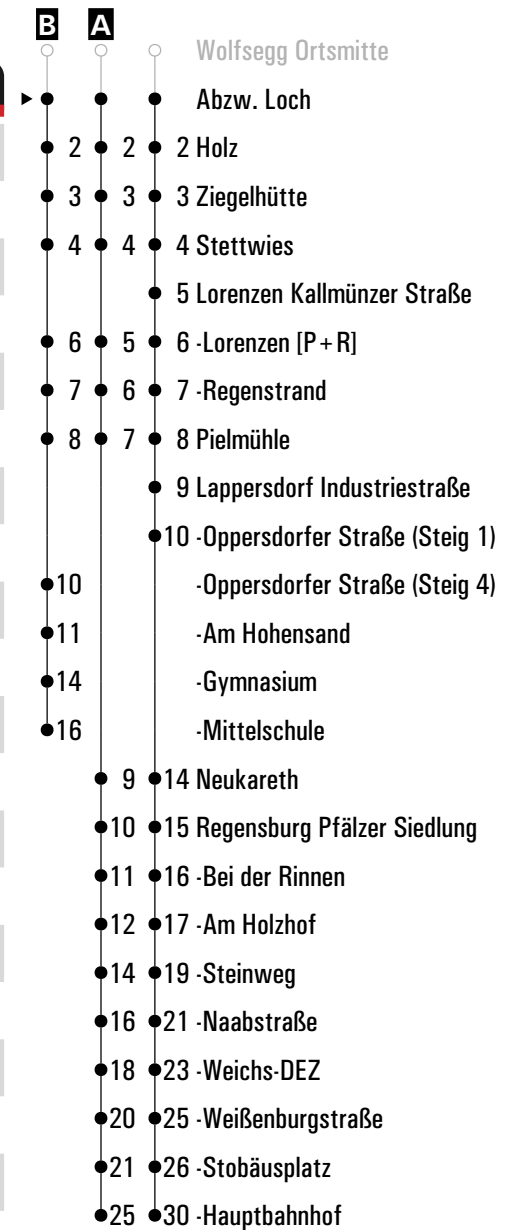 B A
Wolfsegg Ortsmitte
Abzw. Loch
2 2 2 Holz
3 3 3 Ziegelhütte
4 4 4 Stettwies
5 Lorenzen Kallmünzer Straße
6 5 6 -Lorenzen [P+R]
7 6 7 -Regenstrand
8 7 8 Pielmühle
9 Lappersdorf Industriestraße
10 -Oppersdorfer Straße (Steig 1)
10 -Oppersdorfer Straße (Steig 4)
11 -Am Hohensand
14 -Gymnasium
16 -Mittelschule
9 14 Neukareth
10 15 Regensburg Pfälzer Siedlung
11 16 -Bei der Rinnen
12 17 -Am Holzhof
14 19 -Steinweg
16 21 -Naabstraße
18 23 -Weichs-DEZ
20 25 -Weißenburgstraße
21 26 -Stobäusplatz
25 30 -Hauptbahnhof